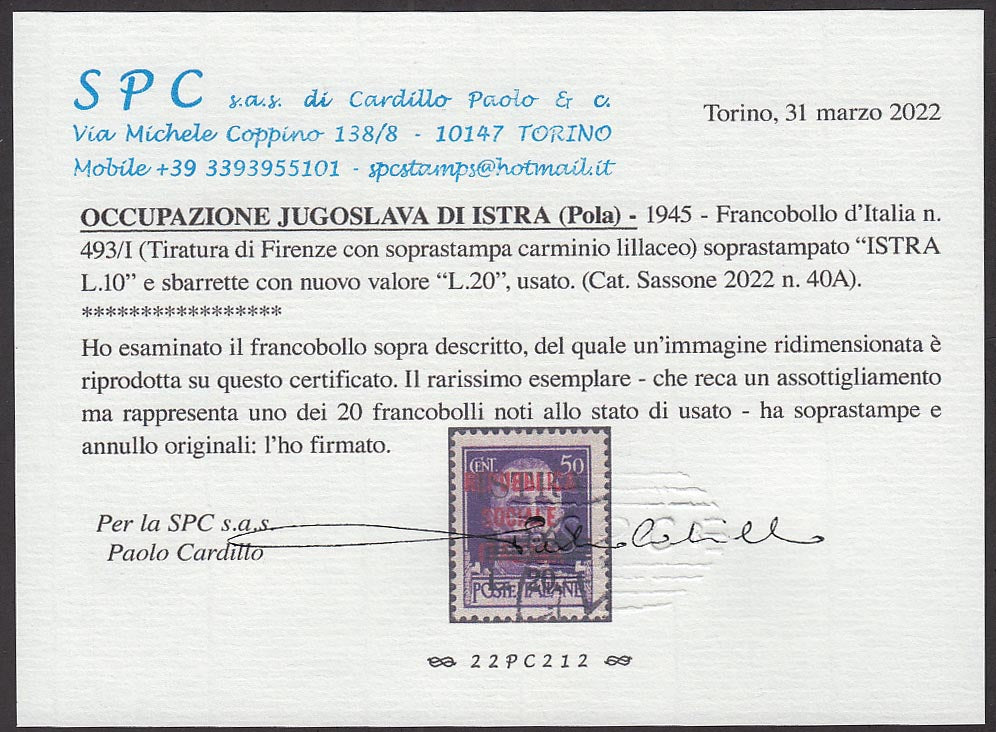 SPC s.a.s. di Cardillo Paolo & c.
Via Michele Coppino 138/8 - 10147 TORINO
Mobile +39 3393955101 - spcstamps@hotmail.it
Torino, 31 marzo 2022
OCCUPAZIONE JUGOSLAVA DI ISTRA (Pola) - 1945 - Francobollo d'Italia n.
493/I (Tiratura di Firenze con soprastampa carminio lillaceo) soprastampato “ISTRA
L.10” e sbarrette con nuovo valore “L.20”, usato. (Cat. Sassone 2022 n. 40A).
*****************
Ho esaminato il francobollo sopra descritto, del quale un'immagine ridimensionata è
riprodotta su questo certificato. Il rarissimo esemplare - che reca un assottigliamento
ma rappresenta uno dei 20 francobolli noti allo stato di usato - ha soprastampe e
annullo originali: l'ho firmato.
CENT. 50
ISTRA
SOCIALE
20
POSTE ITALIANE
Per la SPC s.a.s.
Paolo Cardillo
22PC212